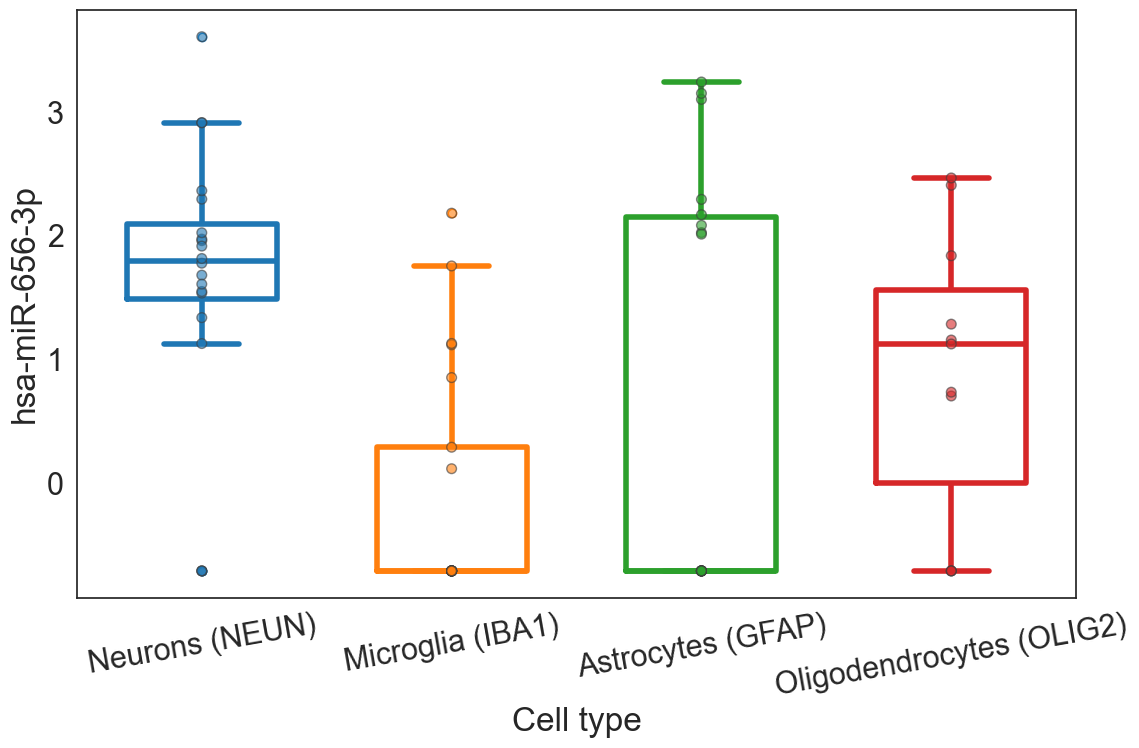 hsa-miR-656-3p
3
2
1
0
Neurons (NEUN)
Microglia (IBA1)
Astrocytes (GFAP)
Oligodendrocytes (OLIG2)
Cell type